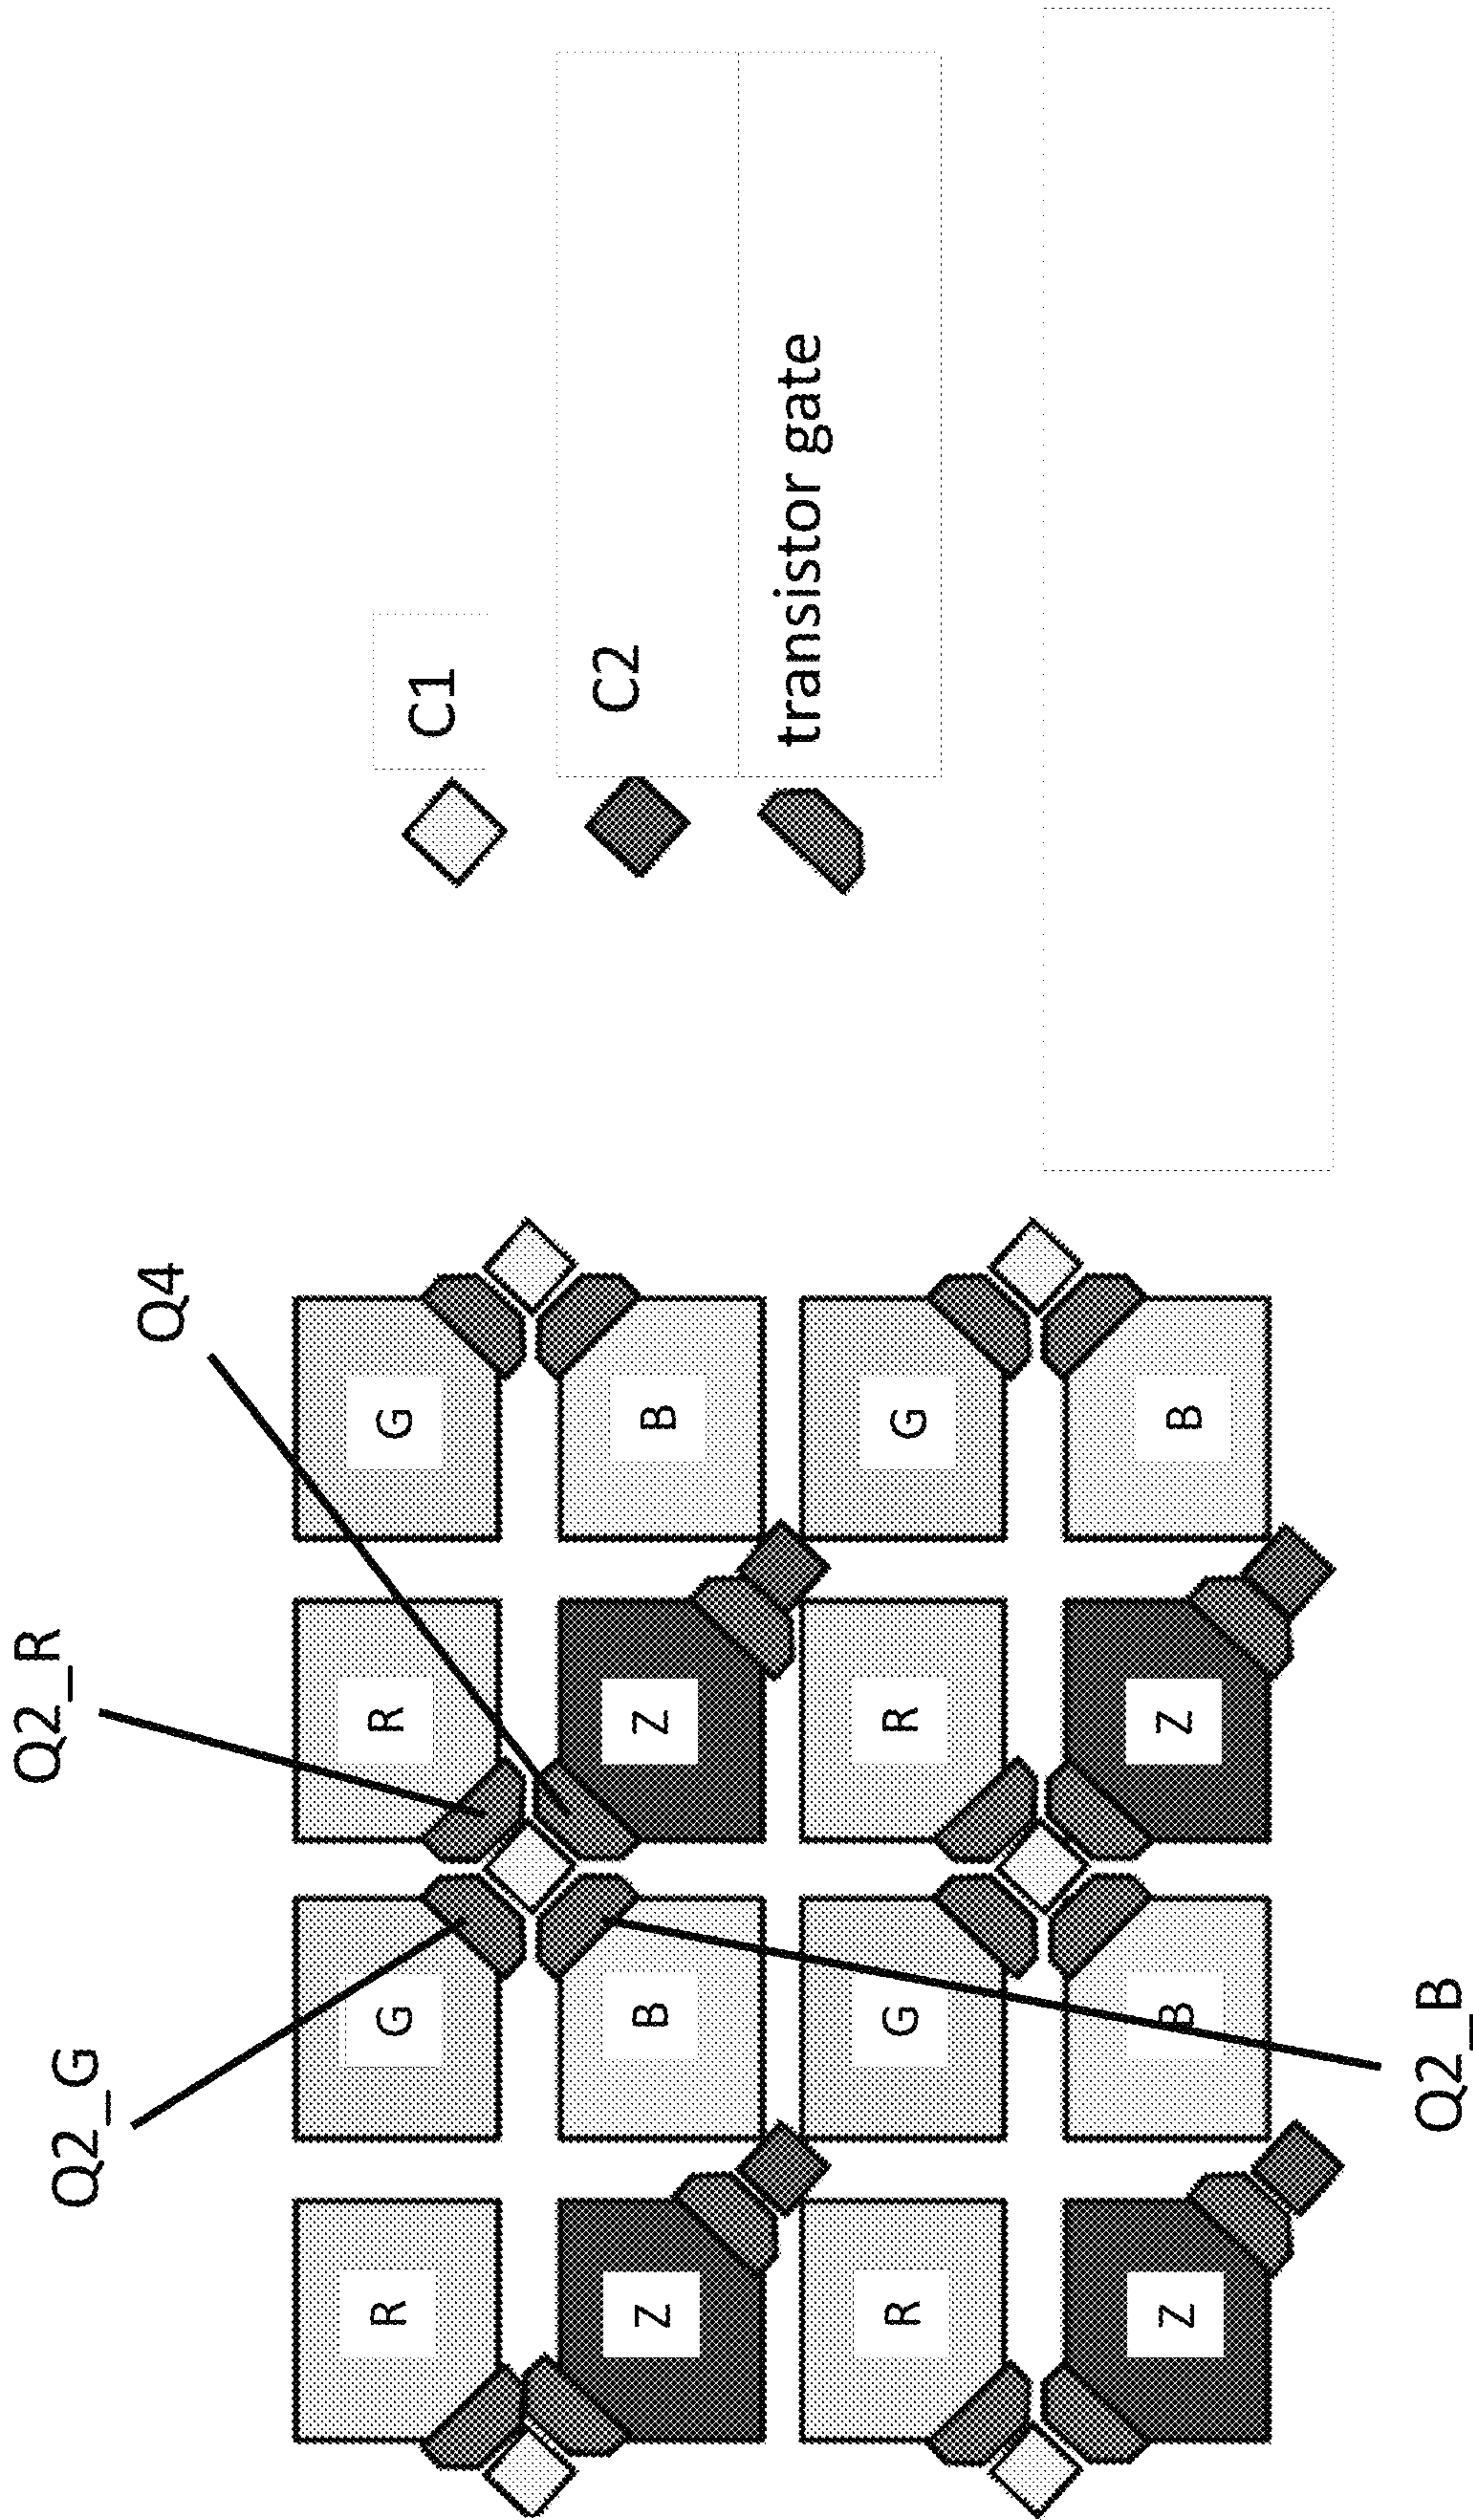 Q2_G
Q2_R
Q4
R G R G
Z B Z B
R G R G
Z B Z B
Q2_B
C1
C2
transistor gate